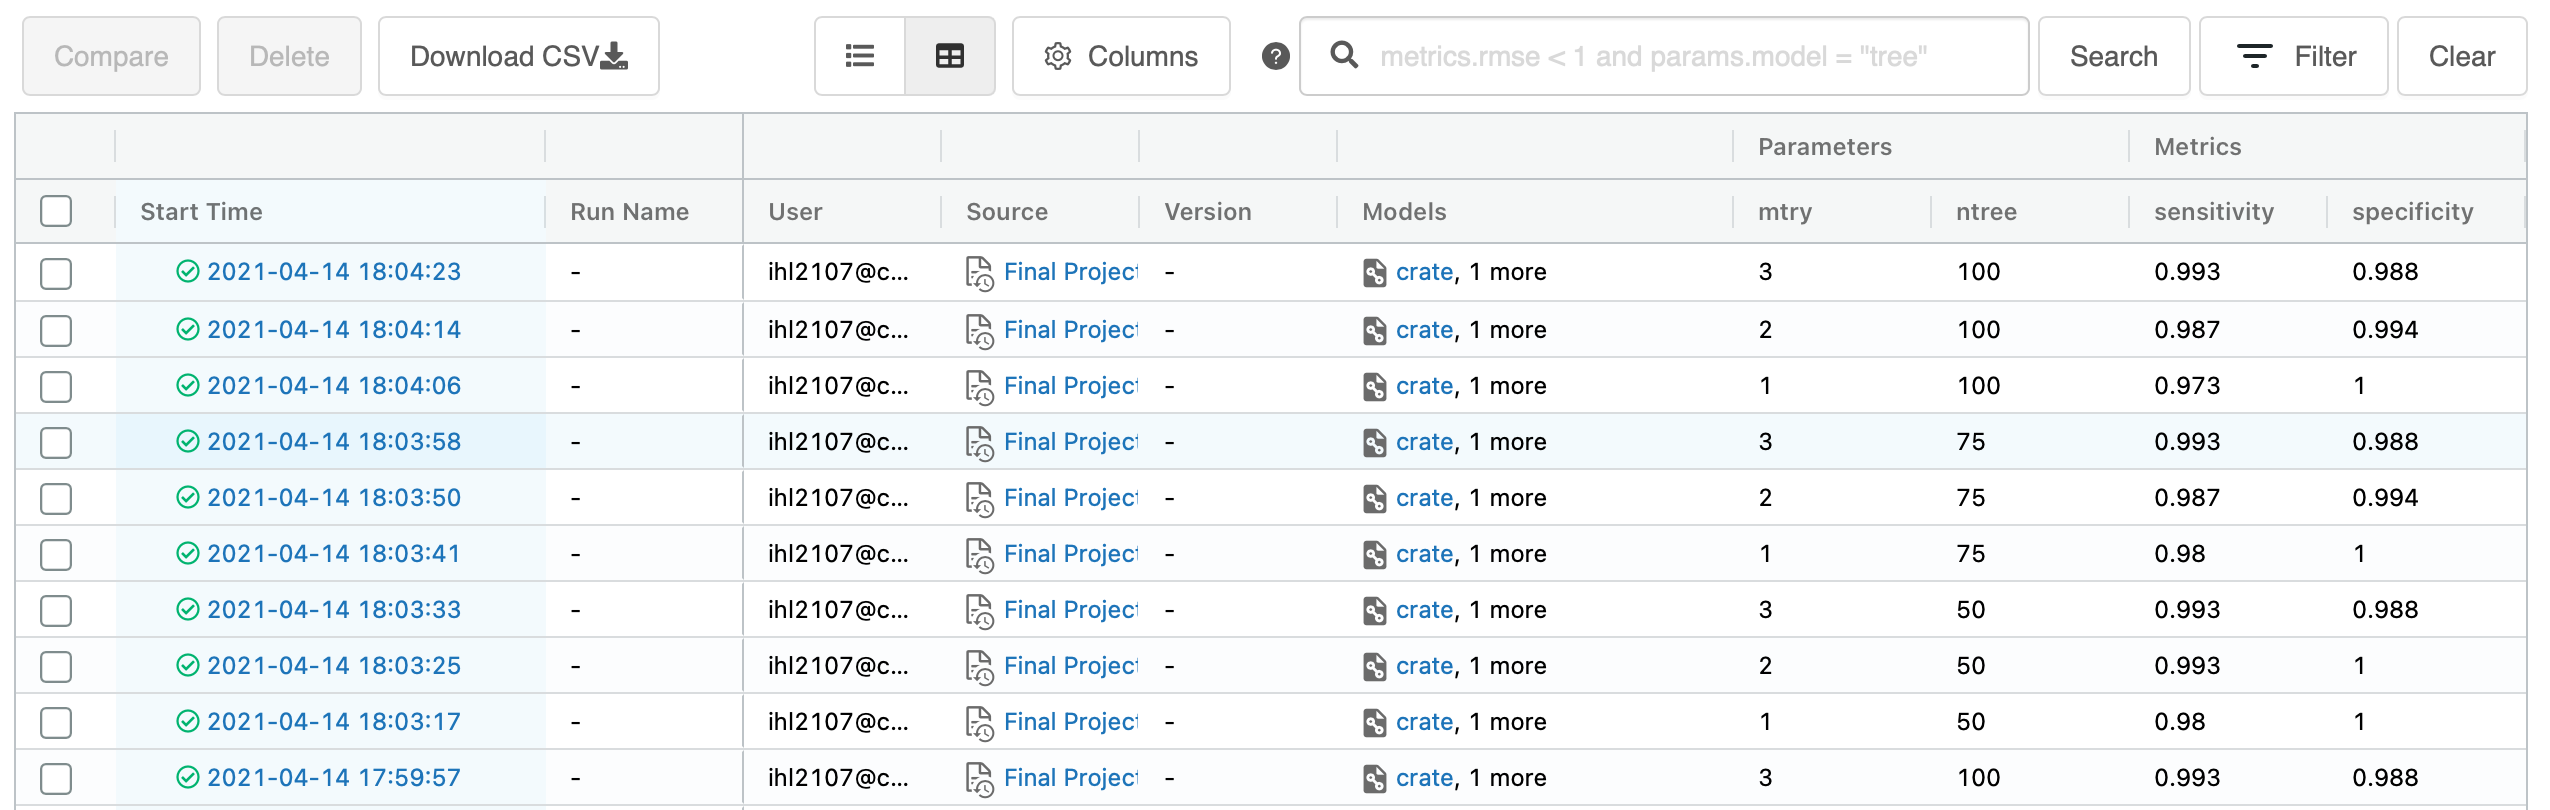 Compare Delete Download CSV Columns ? metrics.rmse < 1 and params.model = "tree" Search Filter Clear
Parameters Metrics
Start Time Run Name User Source Version Models mtry ntree sensitivity specificity
2021-04-14 18:04:23 - ihl2107@c... Final Project - crate, 1 more 3 100 0.993 0.988
2021-04-14 18:04:14 - ihl2107@c... Final Project - crate, 1 more 2 100 0.987 0.994
2021-04-14 18:04:06 - ihl2107@c... Final Project - crate, 1 more 1 100 0.973 1
2021-04-14 18:03:58 - ihl2107@c... Final Project - crate, 1 more 3 75 0.993 0.988
2021-04-14 18:03:50 - ihl2107@c... Final Project - crate, 1 more 2 75 0.987 0.994
2021-04-14 18:03:41 - ihl2107@c... Final Project - crate, 1 more 1 75 0.98 1
2021-04-14 18:03:33 - ihl2107@c... Final Project - crate, 1 more 3 50 0.993 0.988
2021-04-14 18:03:25 - ihl2107@c... Final Project - crate, 1 more 2 50 0.993 1
2021-04-14 18:03:17 - ihl2107@c... Final Project - crate, 1 more 1 50 0.98 1
2021-04-14 17:59:57 - ihl2107@c... Final Project - crate, 1 more 3 100 0.993 0.988